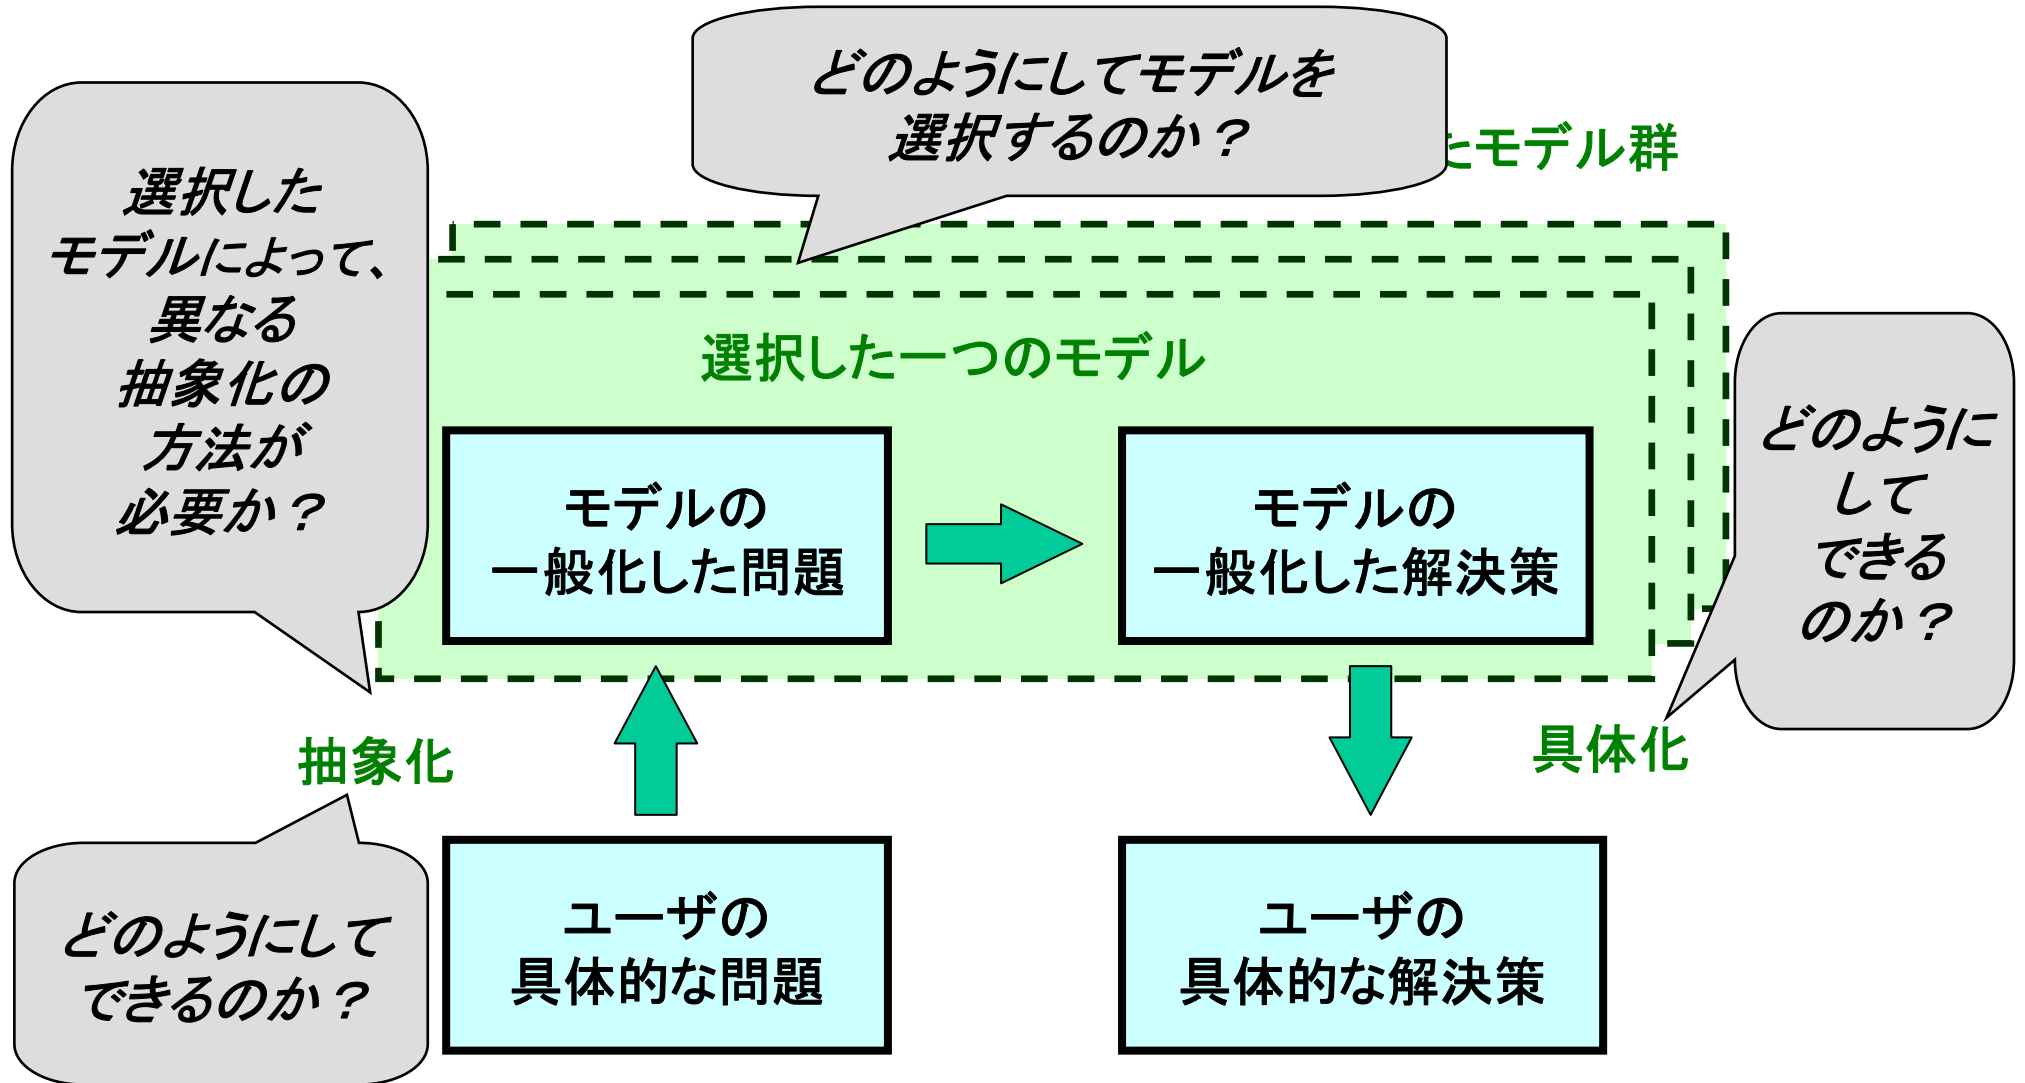 どのようにしてモデルを
選択するのか？
たモデル群
選択した
モデルによって、
異なる
抽象化の
方法が
必要か？
選択した一つのモデル
どのように
して
できる
のか？
モデルの
一般化した問題
モデルの
一般化した解決策
抽象化
具体化
どのようにして
できるのか？
ユーザの
具体的な問題
ユーザの
具体的な解決策